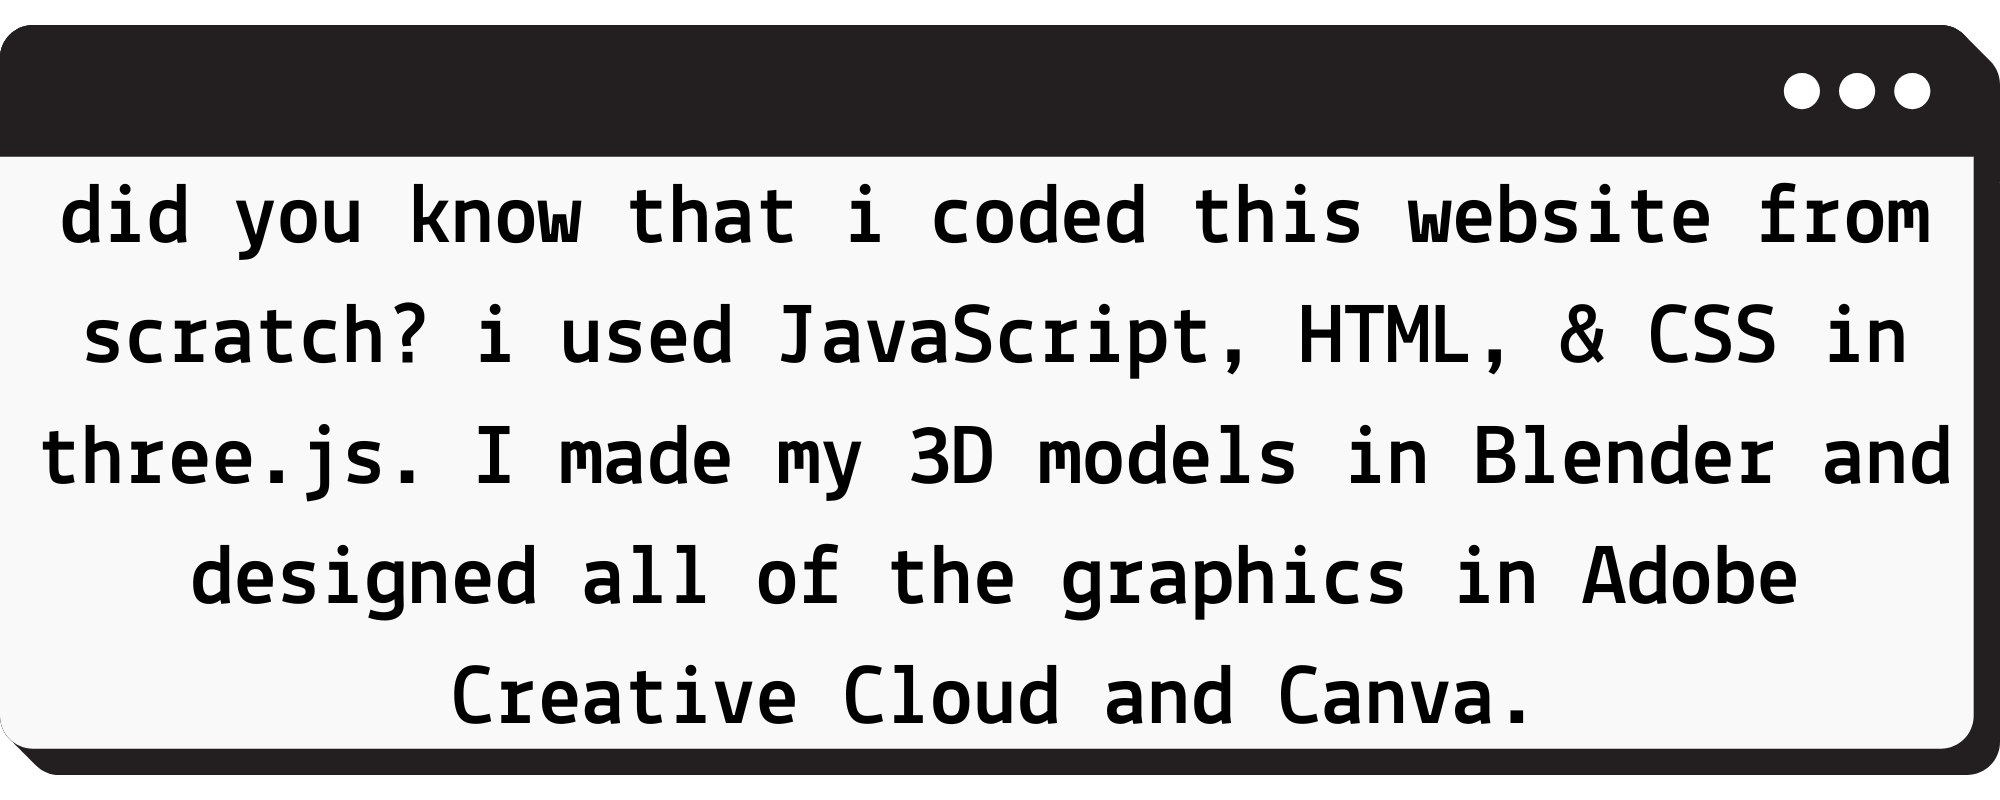 did you know that i coded this website from
scratch? i used JavaScript, HTML, & CSS in
three.js. I made my 3D models in Blender and
designed all of the graphics in Adobe
Creative Cloud and Canva.